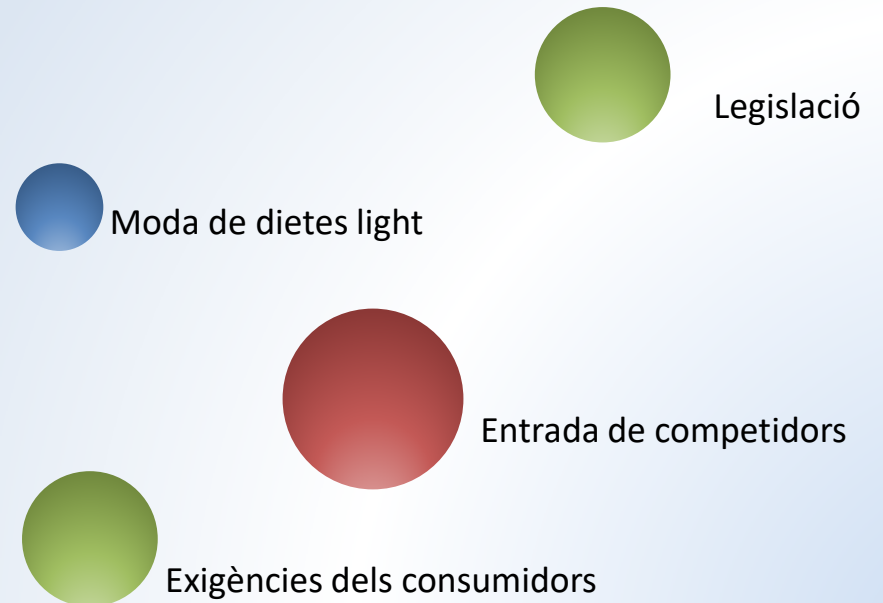 Legislació
Moda de dietes light
Entrada de competidors
Exigències dels consumidors